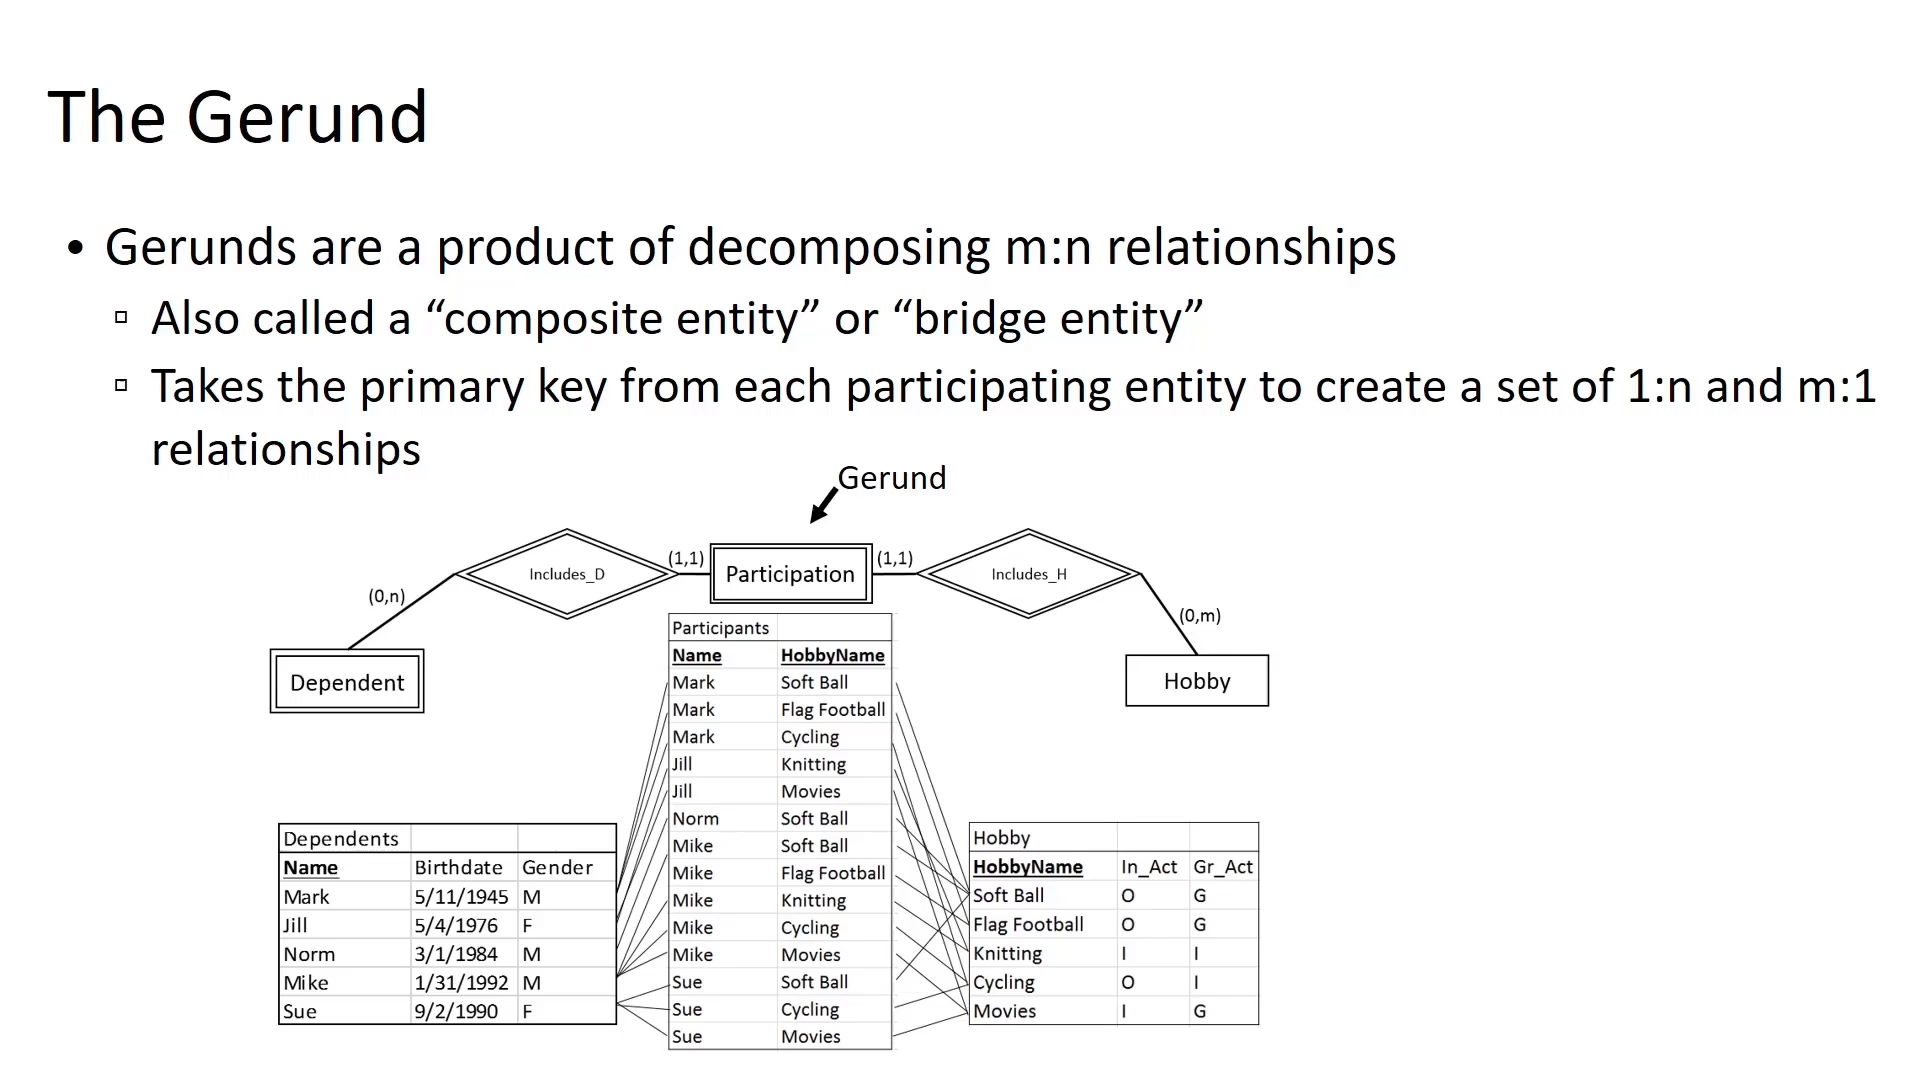 The Gerund
• Gerunds are a product of decomposing m:n relationships
▫ Also called a “composite entity” or “bridge entity”
▫ Takes the primary key from each participating entity to create a set of 1:n and m:1
relationships
Gerund
(0,n)
Includes_D
(1,1)
Participation
(1,1)
Includes_H
(0,m)
Dependent
Hobby
Participants
Name HobbyName
Mark Soft Ball
Mark Flag Football
Mark Cycling
Jill Knitting
Jill Movies
Norm Soft Ball
Mike Soft Ball
Mike Flag Football
Mike Knitting
Mike Cycling
Mike Movies
Sue Soft Ball
Sue Cycling
Sue Movies
Dependents
Name Birthdate Gender
Mark 5/11/1945 M
Jill 5/4/1976 F
Norm 3/1/1984 M
Mike 1/31/1992 M
Sue 9/2/1990 F
Hobby
HobbyName In_Act Gr_Act
Soft Ball O G
Flag Football O G
Knitting I I
Cycling O I
Movies I G